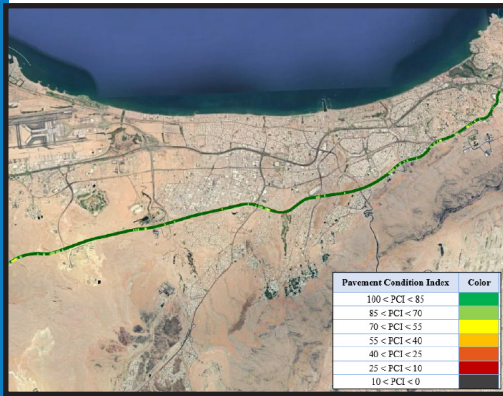 Pavement Condition Index Color
100 < PCI < 85
85 < PCI < 70
70 < PCI < 55
55 < PCI < 40
40 < PCI < 25
25 < PCI < 10
10 < PCI < 0